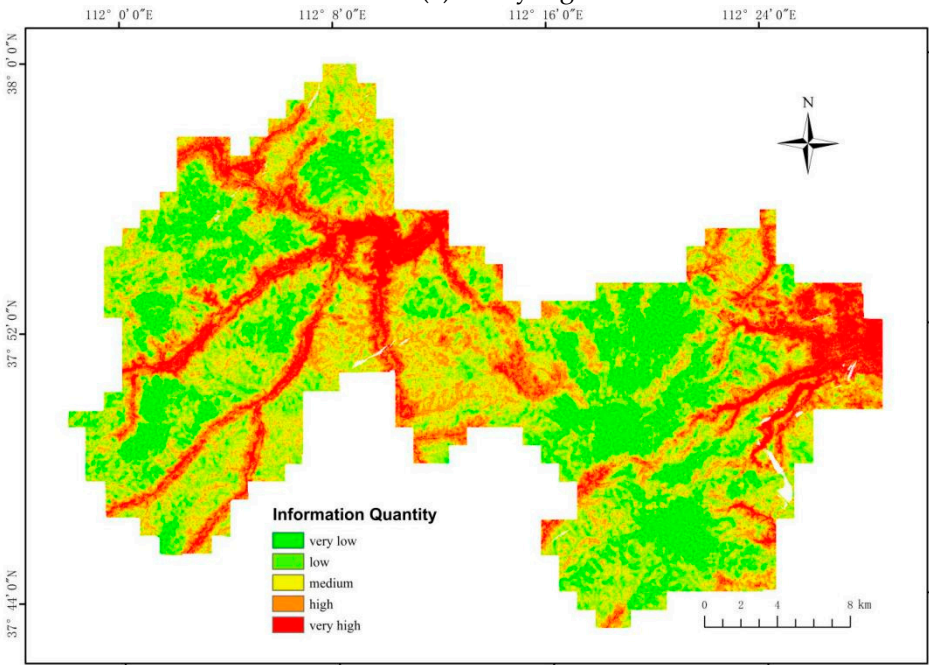 112° 0′0″E 112° 8′0″E 112° 16′0″E 112° 24′0″E
38° 0′0″N
37° 52′0″N
37° 44′0″N
N
Information Quantity
very low
low
medium
high
very high
0 2 4 8 km